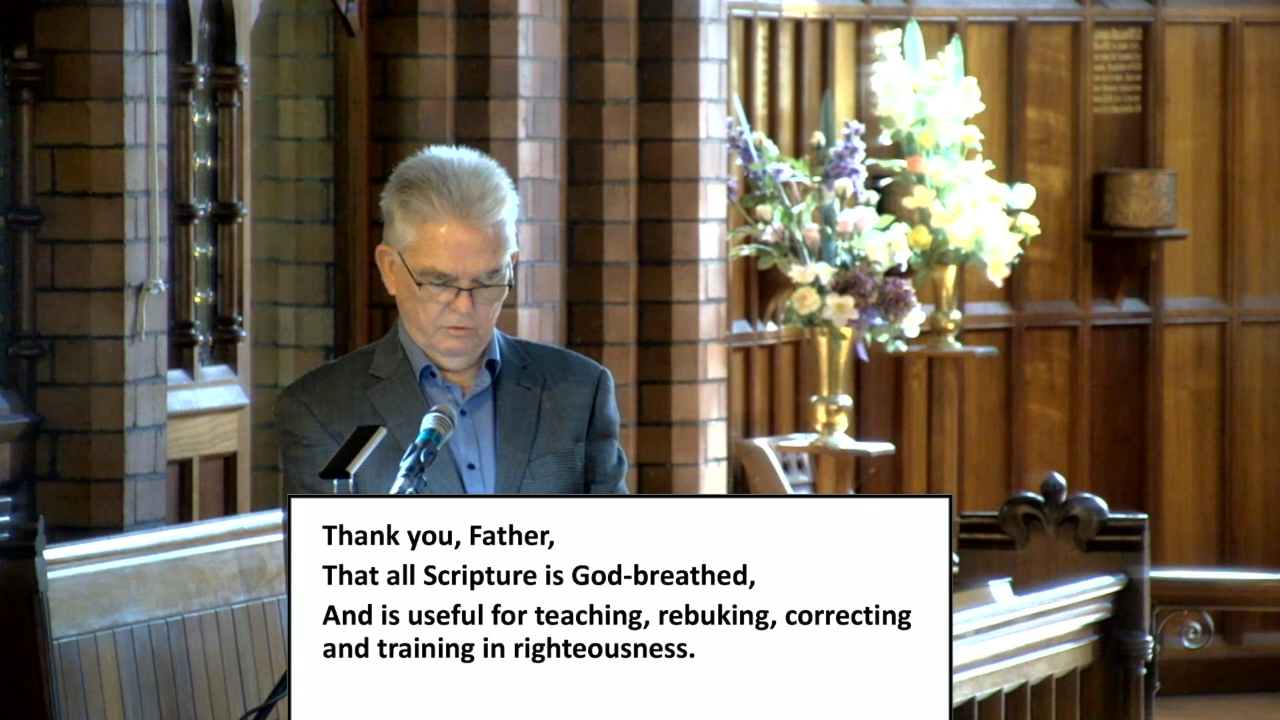 Thank you, Father,
That all Scripture is God-breathed,
And is useful for teaching, rebuking, correcting
and training in righteousness.